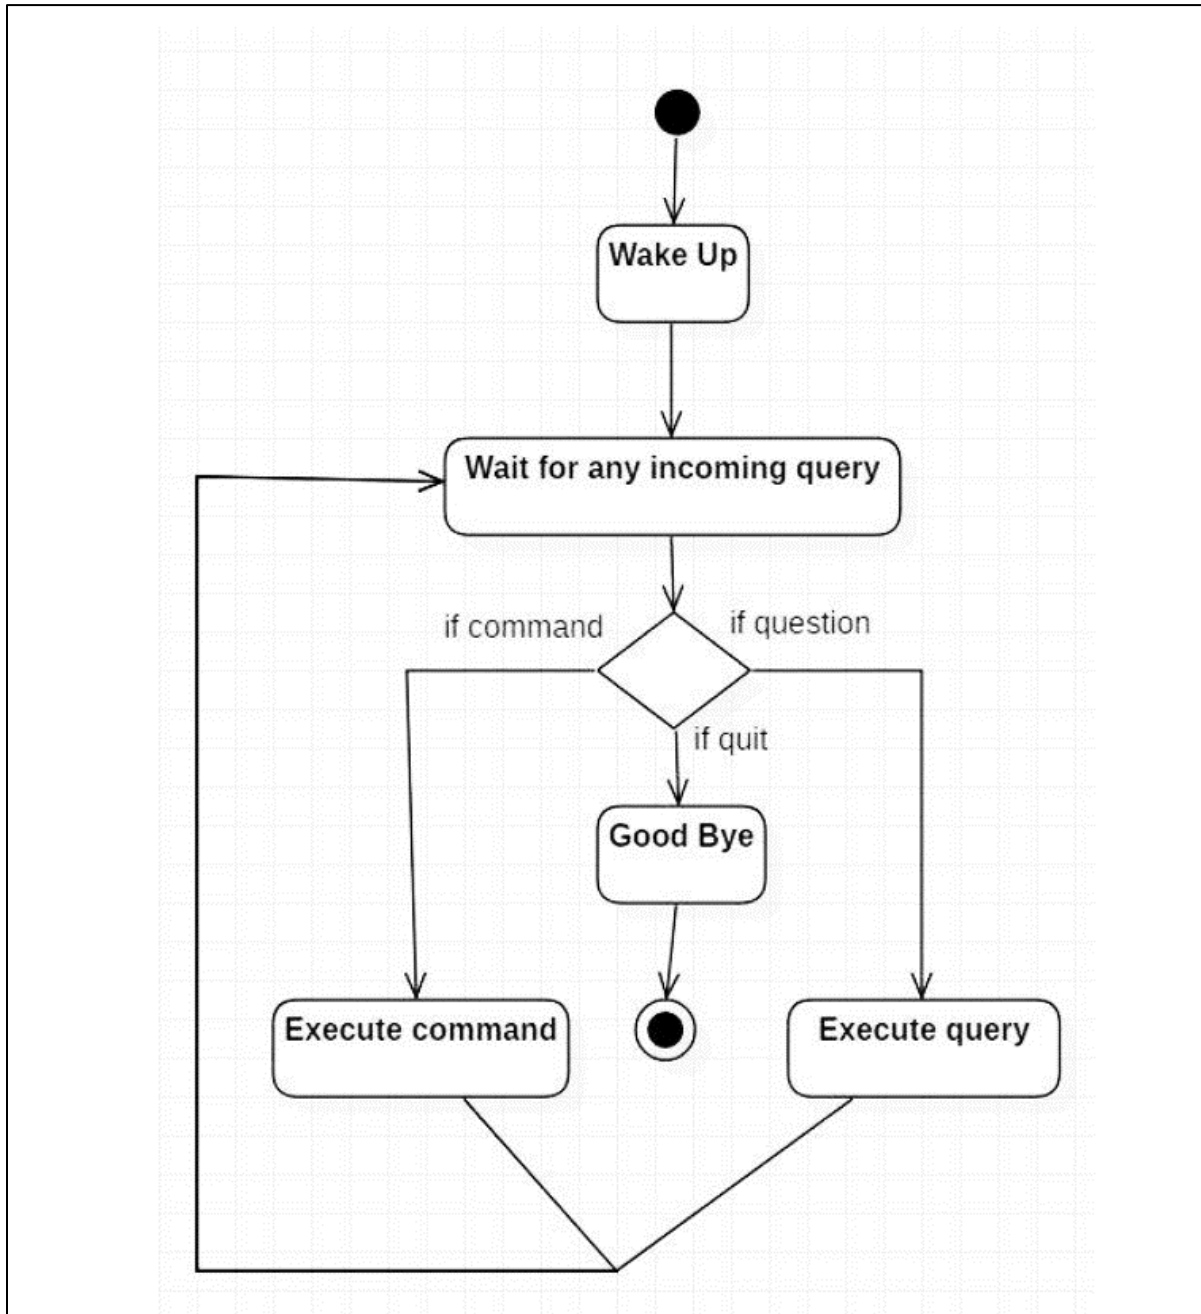 Wake Up
Wait for any incoming query
if command
if question
if quit
Good Bye
Execute command
Execute query